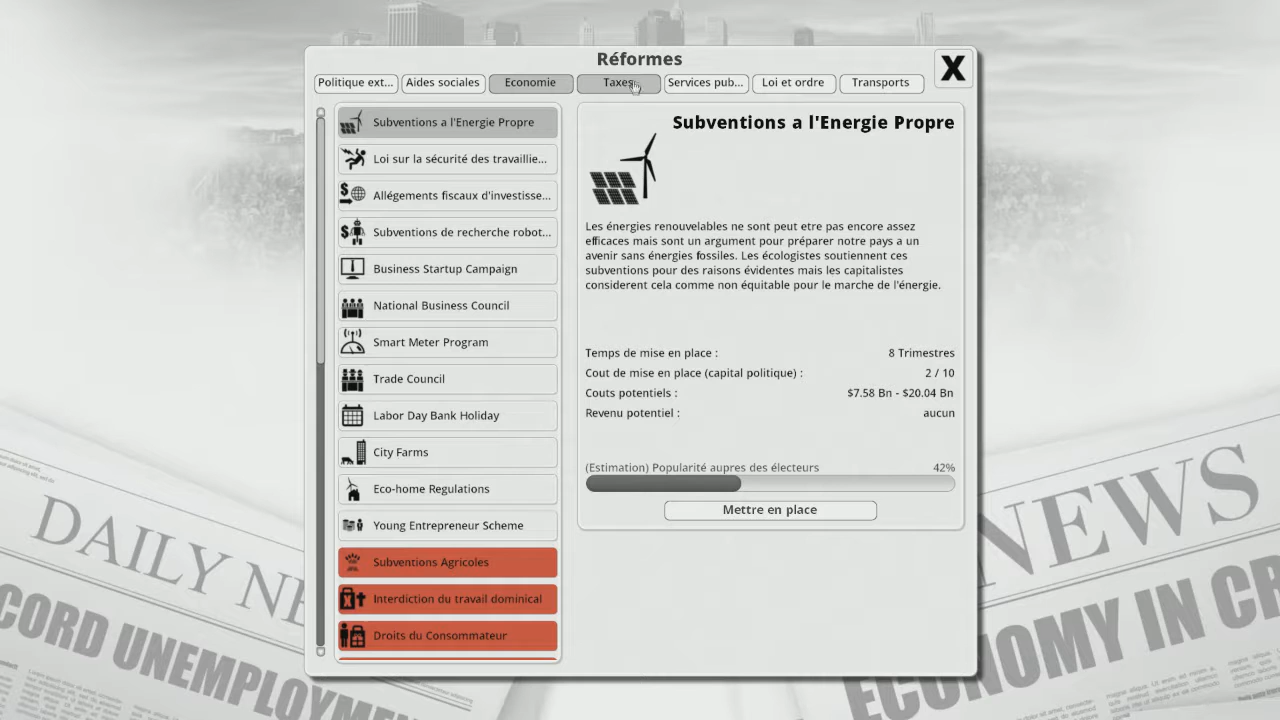 Réformes
X
Politique ext...
Aides sociales
Economie
Taxes
Services pub...
Loi et ordre
Transports
Subventions a l'Energie Propre
Loi sur la sécurité des travaillie...
Allégements fiscaux d'investisse...
Subventions de recherche robot...
Business Startup Campaign
National Business Council
Smart Meter Program
Trade Council
Labor Day Bank Holiday
City Farms
Eco-home Regulations
Young Entrepreneur Scheme
Subventions Agricoles
Interdiction du travail dominical
Droits du Consommateur
Subventions a l'Energie Propre
Les énergies renouvelables ne sont peut etre pas encore assez
efficaces mais sont un argument pour préparer notre pays a un
avenir sans énergies fossiles. Les écologistes soutiennent ces
subventions pour des raisons évidentes mais les capitalistes
considerent cela comme non équitable pour le marche de l'énergie.
Temps de mise en place : 8 Trimestres
Cout de mise en place (capital politique) : 2 / 10
Couts potentiels : $7.58 Bn - $20.04 Bn
Revenu potentiel : aucun
(Estimation) Popularité aupres des électeurs 42%
Mettre en place
DAILY NE
CORD UNEMPLOYM
NEWS
ECONOMY IN CR